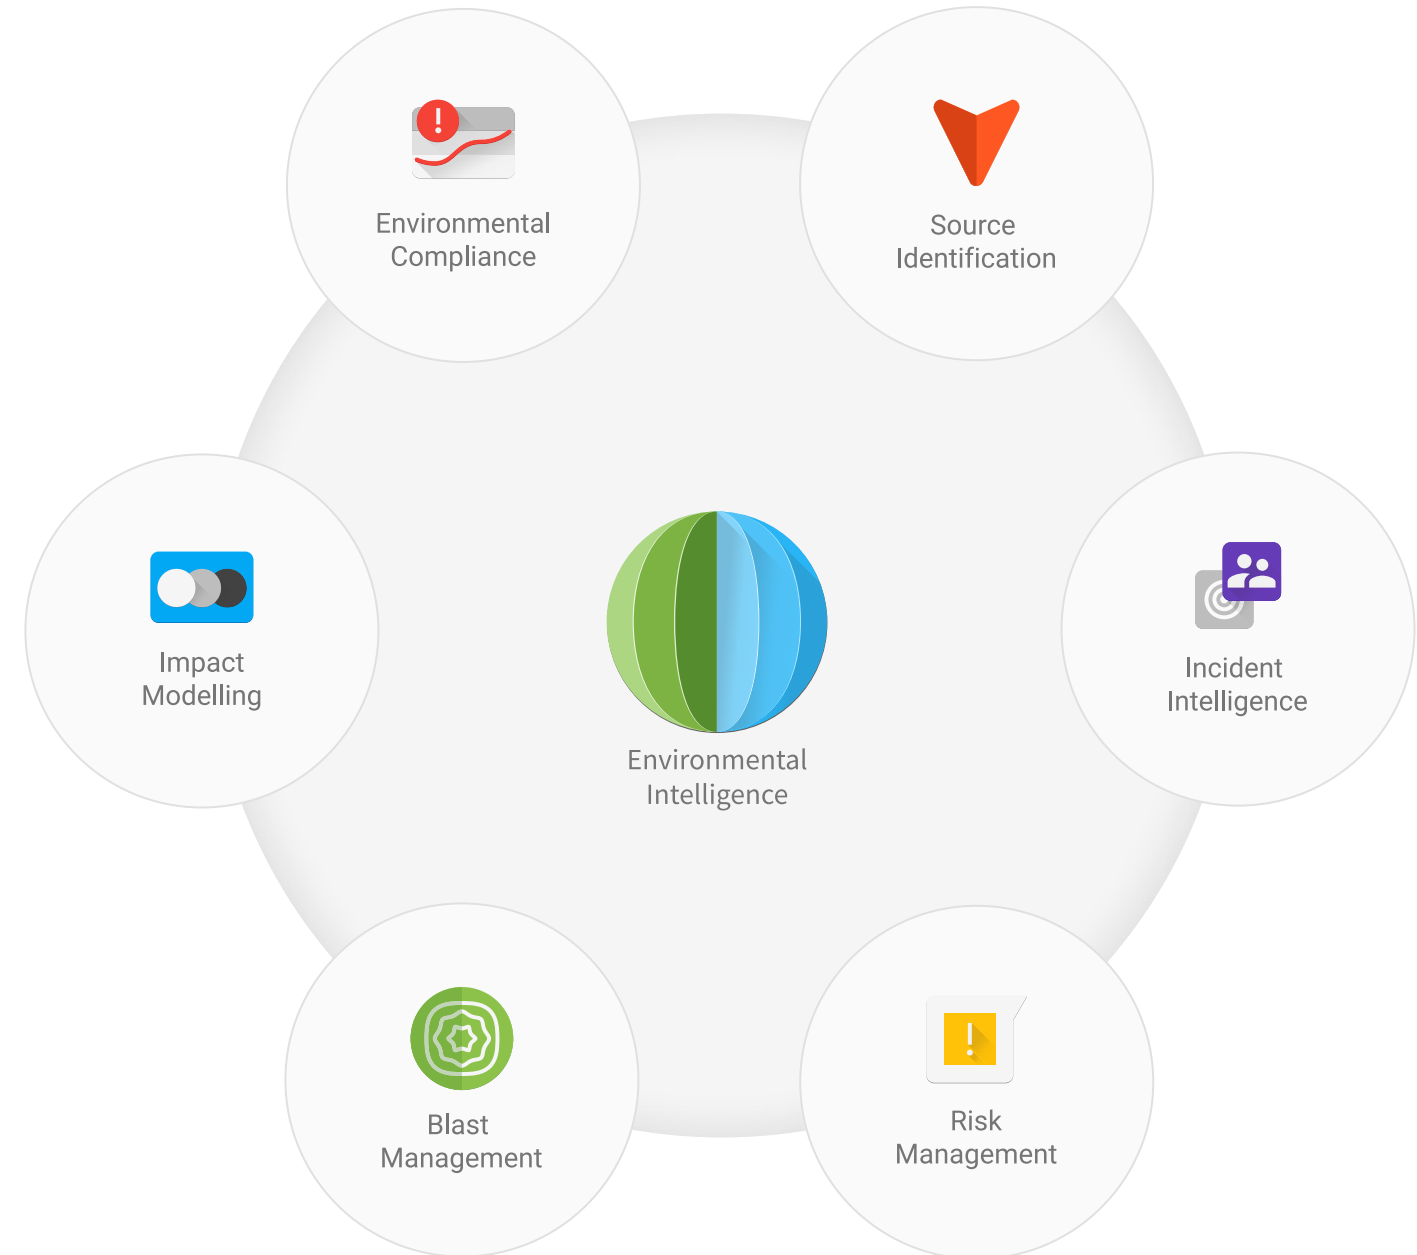 Environmental
Compliance
Source
Identification
Impact
Modelling
Incident
Intelligence
Environmental
Intelligence
Blast
Management
Risk
Management